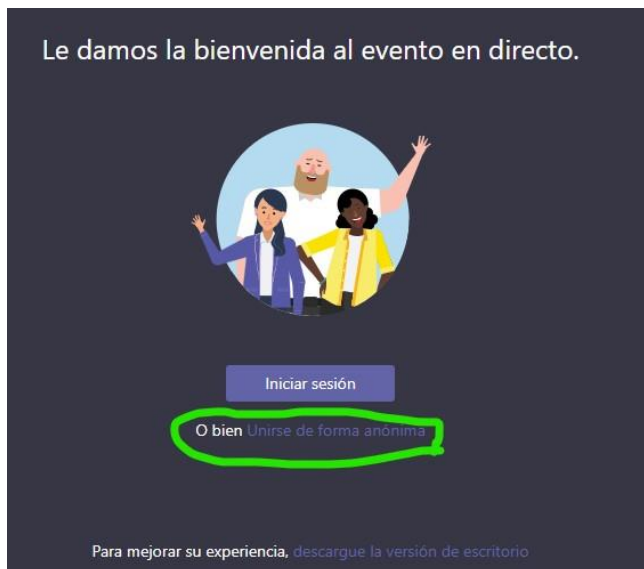 Le damos la bienvenida al evento en directo.
Iniciar sesión
O bien Unirse de forma anónima
Para mejorar su experiencia, descargue la versión de escritorio